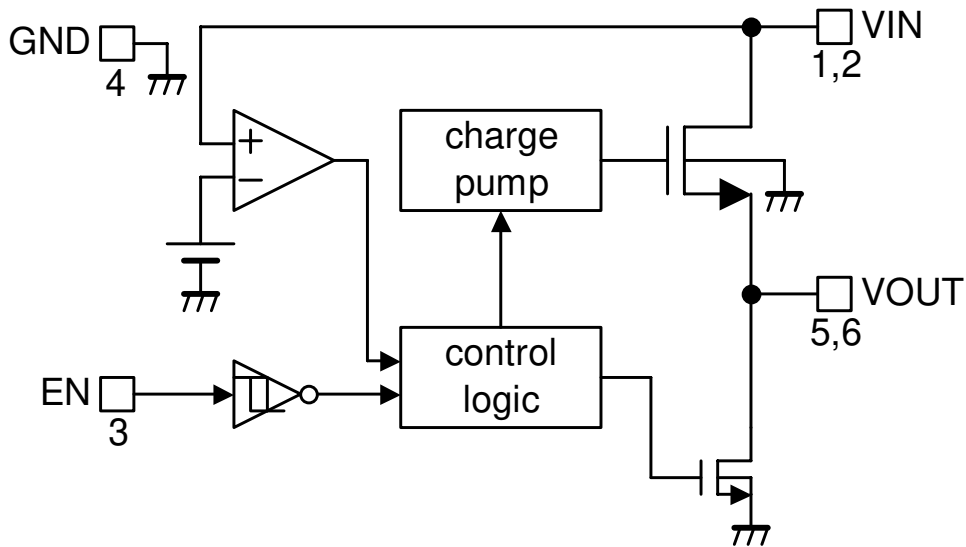 GND
4
VIN
1,2
+
−
charge
pump
VOUT
5,6
EN
3
control
logic